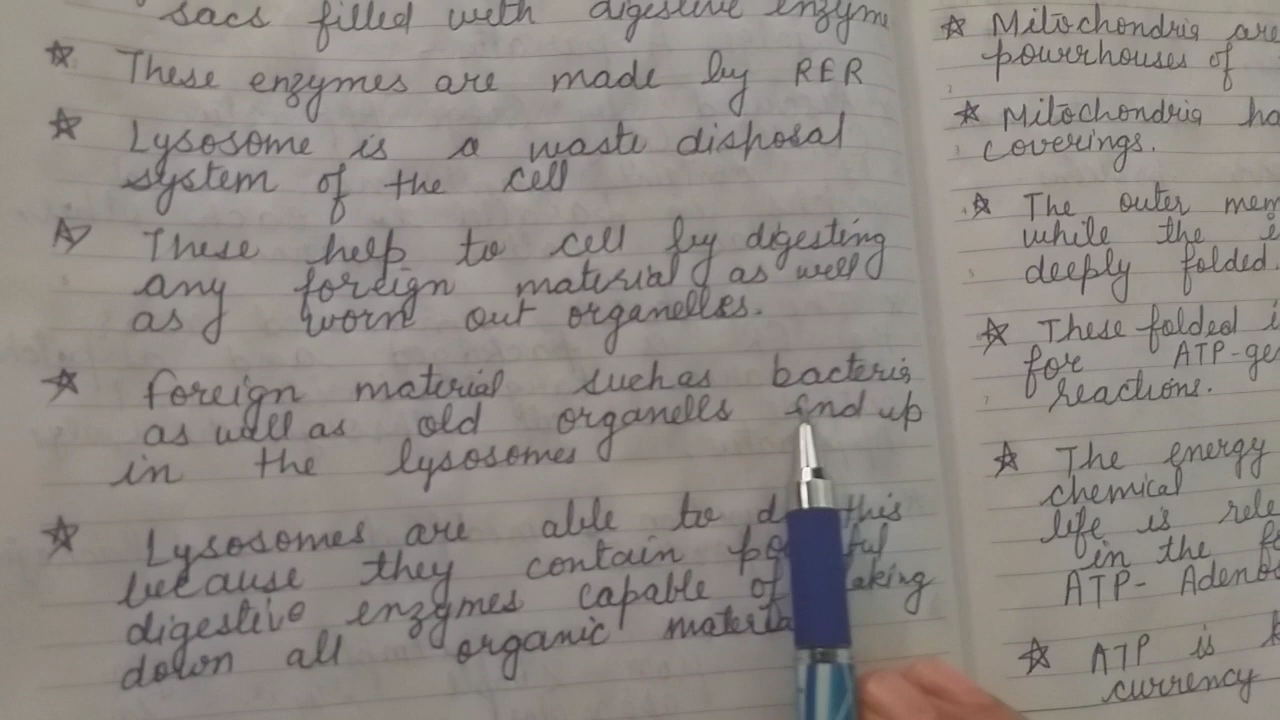 sacs filled with digestive enzyme
☆ These enzymes are made by RER
☆ Lysosome is a waste disposal
system of the cell
☆ These help to cell by digesting
any foreign material as well
as worn out organelles.
☆ foreign material such as bacteria
as well as old organells end up
in the lysosomes
☆ Lysosomes are able to this
because they contain
digestive enzymes capable of
down all organic
☆ Mitochondria are
powrhouses of
☆ Mitochondria
coverings.
☆ The outer
while the
deeply folded.
☆ These folded
for
reactions.
☆ The energy
chemical
life is
in the
ATP-
☆ ATP is
currency